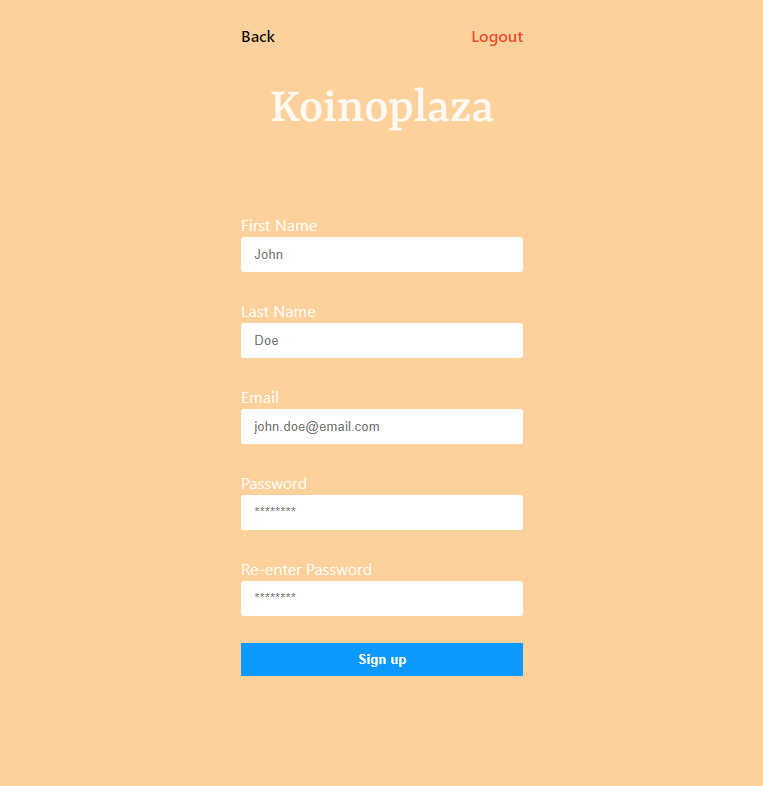 Back
Logout
Koinoplaza
First Name
John
Last Name
Doe
Email
john.doe@email.com
Password
********
Re-enter Password
********
Sign up